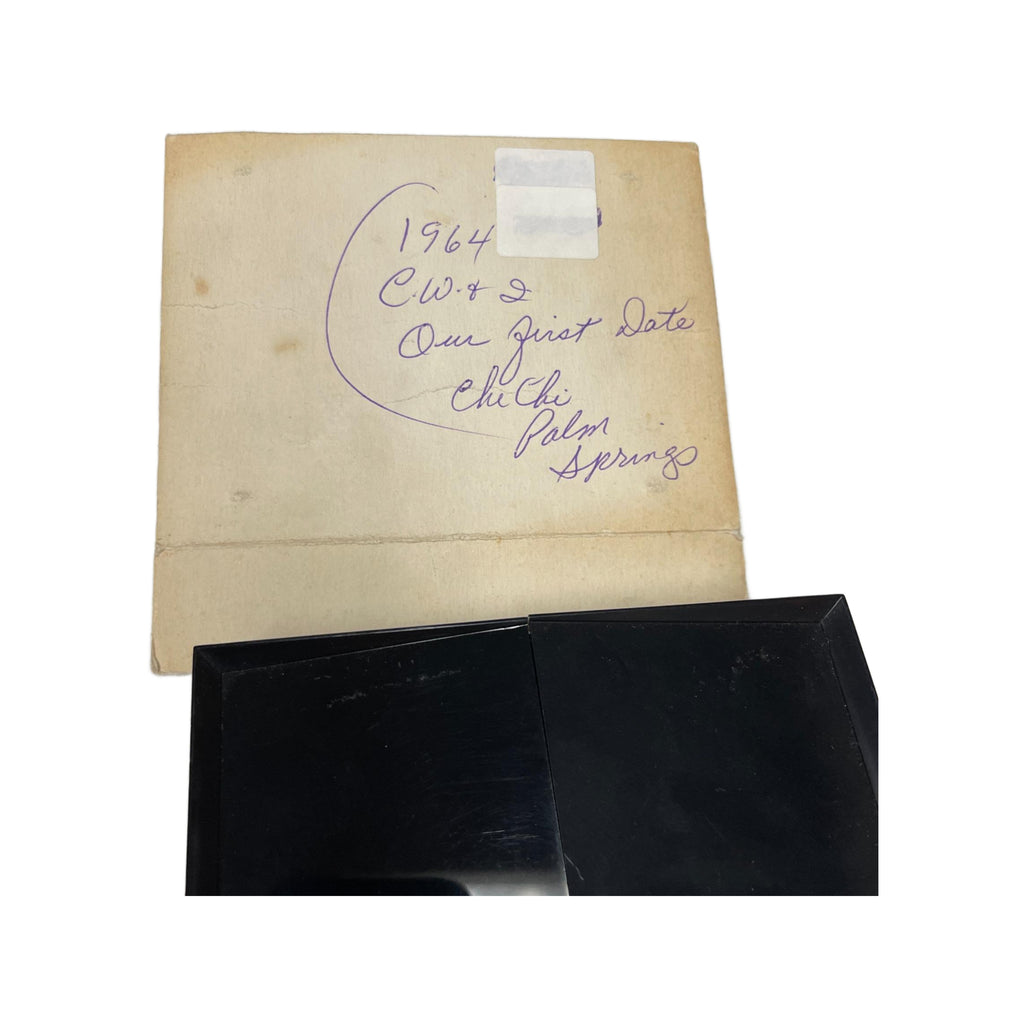 1964
C.W. & I
Our First Date
Chi Chi
Palm
Springs